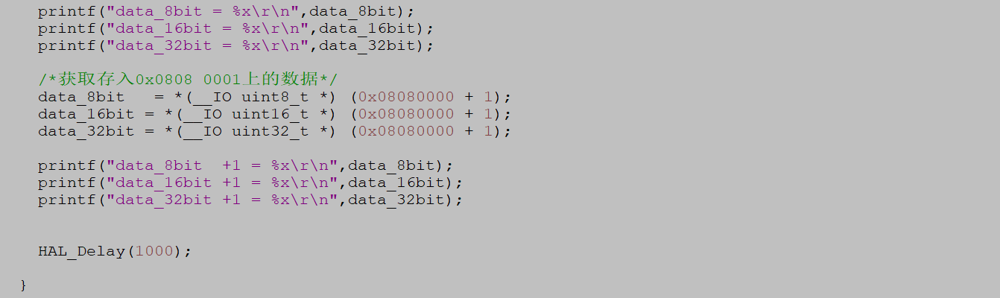 printf("data_8bit = %x\r\n",data_8bit);
printf("data_16bit = %x\r\n",data_16bit);
printf("data_32bit = %x\r\n",data_32bit);
/*获取存入0x0808 0001上的数据*/
data_8bit   = *(__IO uint8_t *) (0x08080000 + 1);
data_16bit = *(__IO uint16_t *) (0x08080000 + 1);
data_32bit = *(__IO uint32_t *) (0x08080000 + 1);
printf("data_8bit  +1 = %x\r\n",data_8bit);
printf("data_16bit +1 = %x\r\n",data_16bit);
printf("data_32bit +1 = %x\r\n",data_32bit);
HAL_Delay(1000);
}